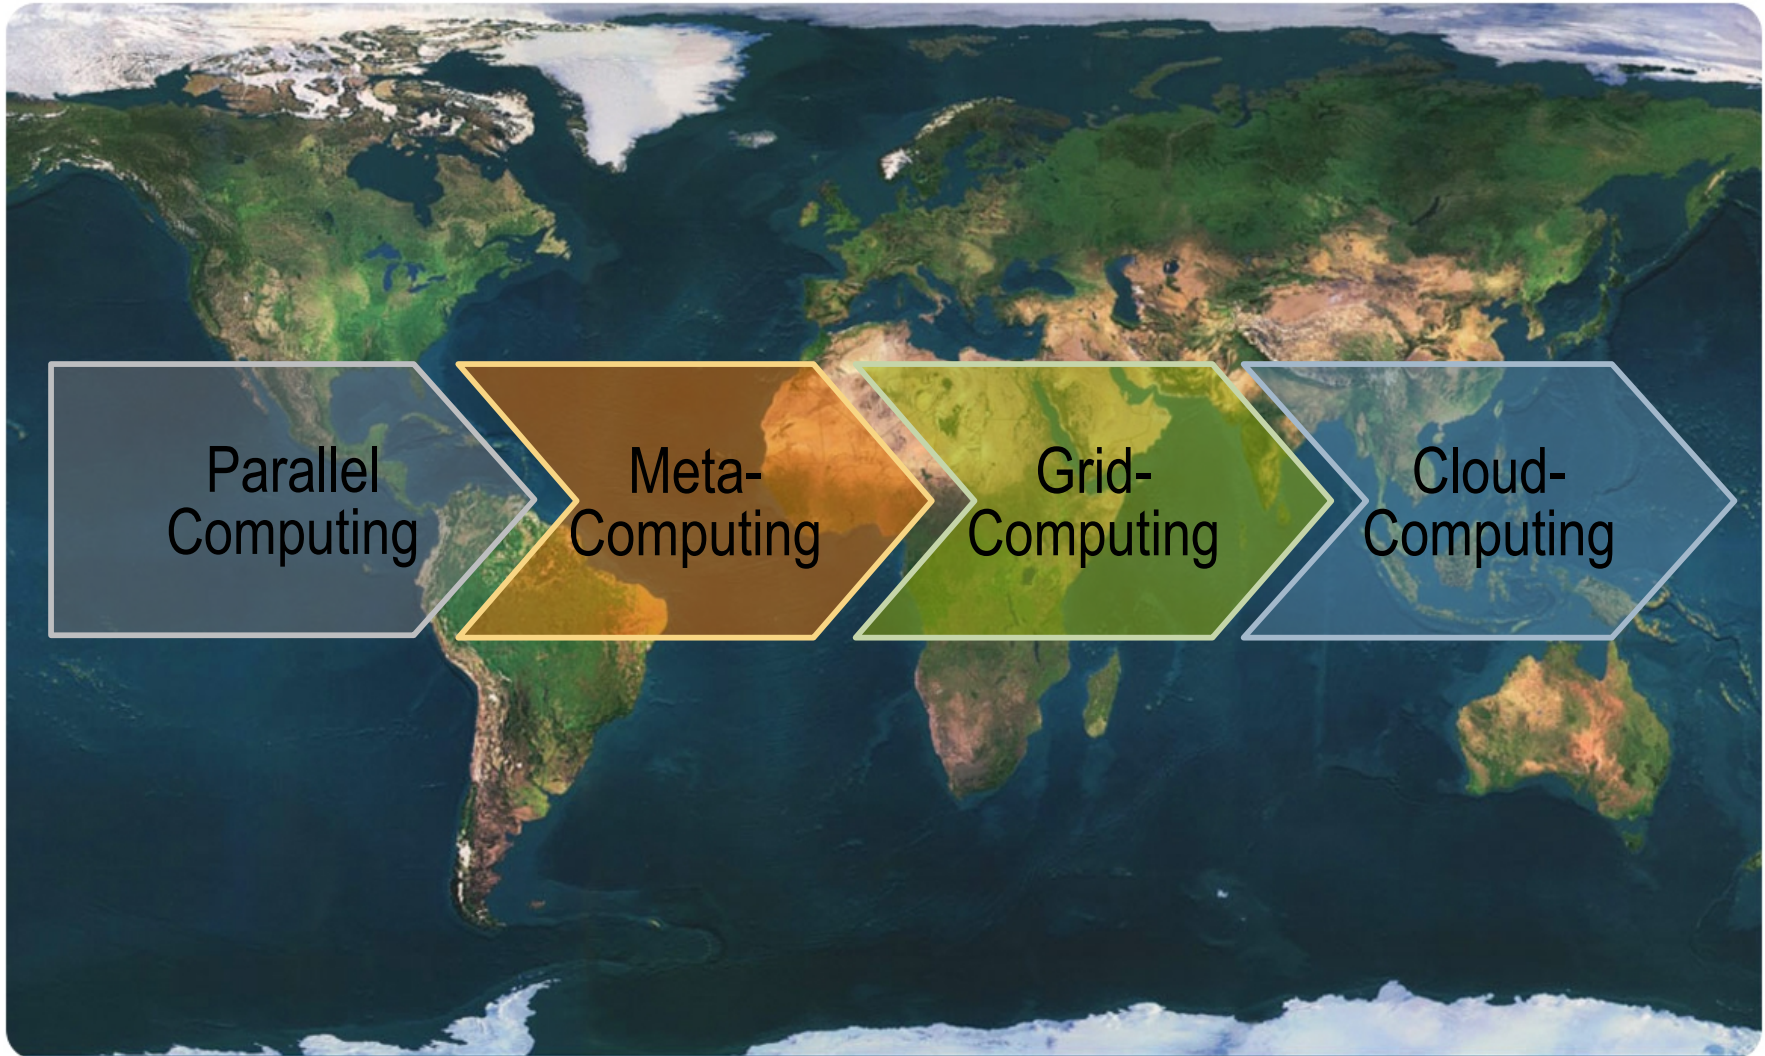 Parallel
Computing
Meta-
Computing
Grid-
Computing
Cloud-
Computing